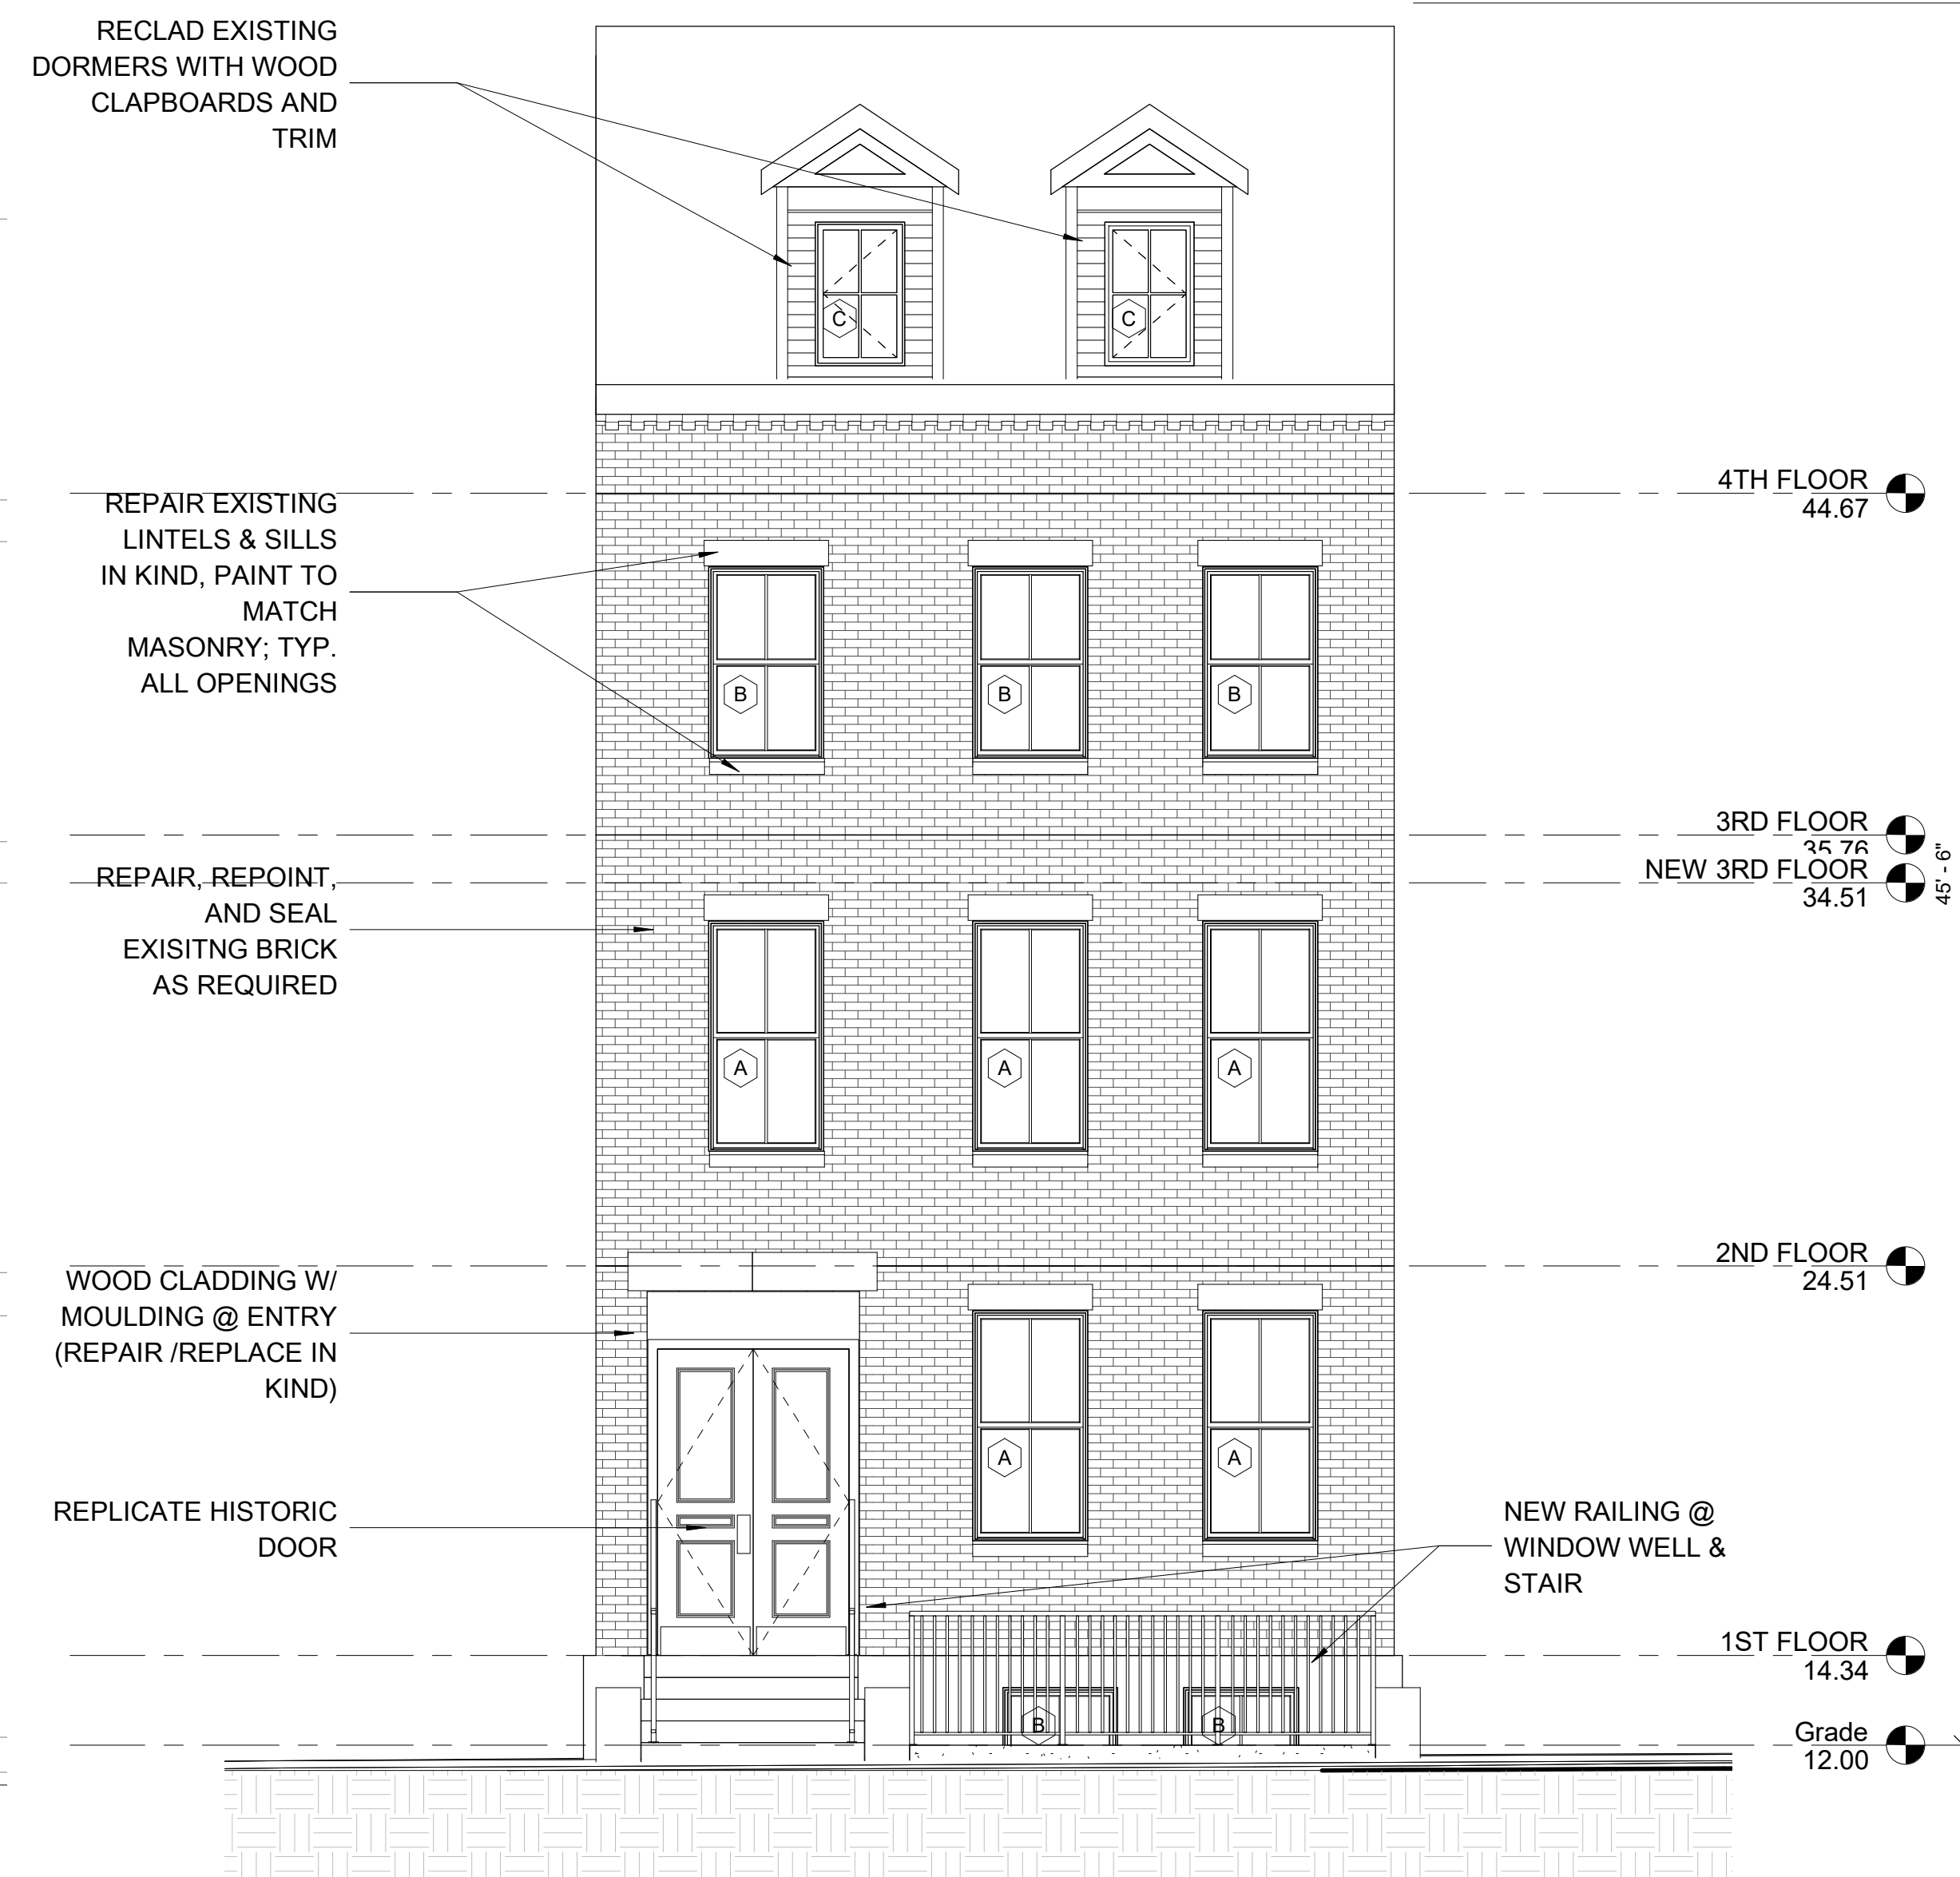 RECLAD EXISTING
DORMERS WITH WOOD
CLAPBOARDS AND
TRIM
C
C
4TH FLOOR
44.67
REPAIR EXISTING
LINTELS & SILLS
IN KIND, PAINT TO
MATCH
MASONRY; TYP.
ALL OPENINGS
B
B
B
3RD FLOOR
35.76
NEW 3RD FLOOR
34.51
45' - 6"
REPAIR, REPOINT,
AND SEAL
EXISITNG BRICK
AS REQUIRED
A
A
A
2ND FLOOR
24.51
WOOD CLADDING W/
MOULDING @ ENTRY
(REPAIR /REPLACE IN
KIND)
A
A
REPLICATE HISTORIC
DOOR
NEW RAILING @
WINDOW WELL &
STAIR
1ST FLOOR
14.34
B
B
Grade
12.00